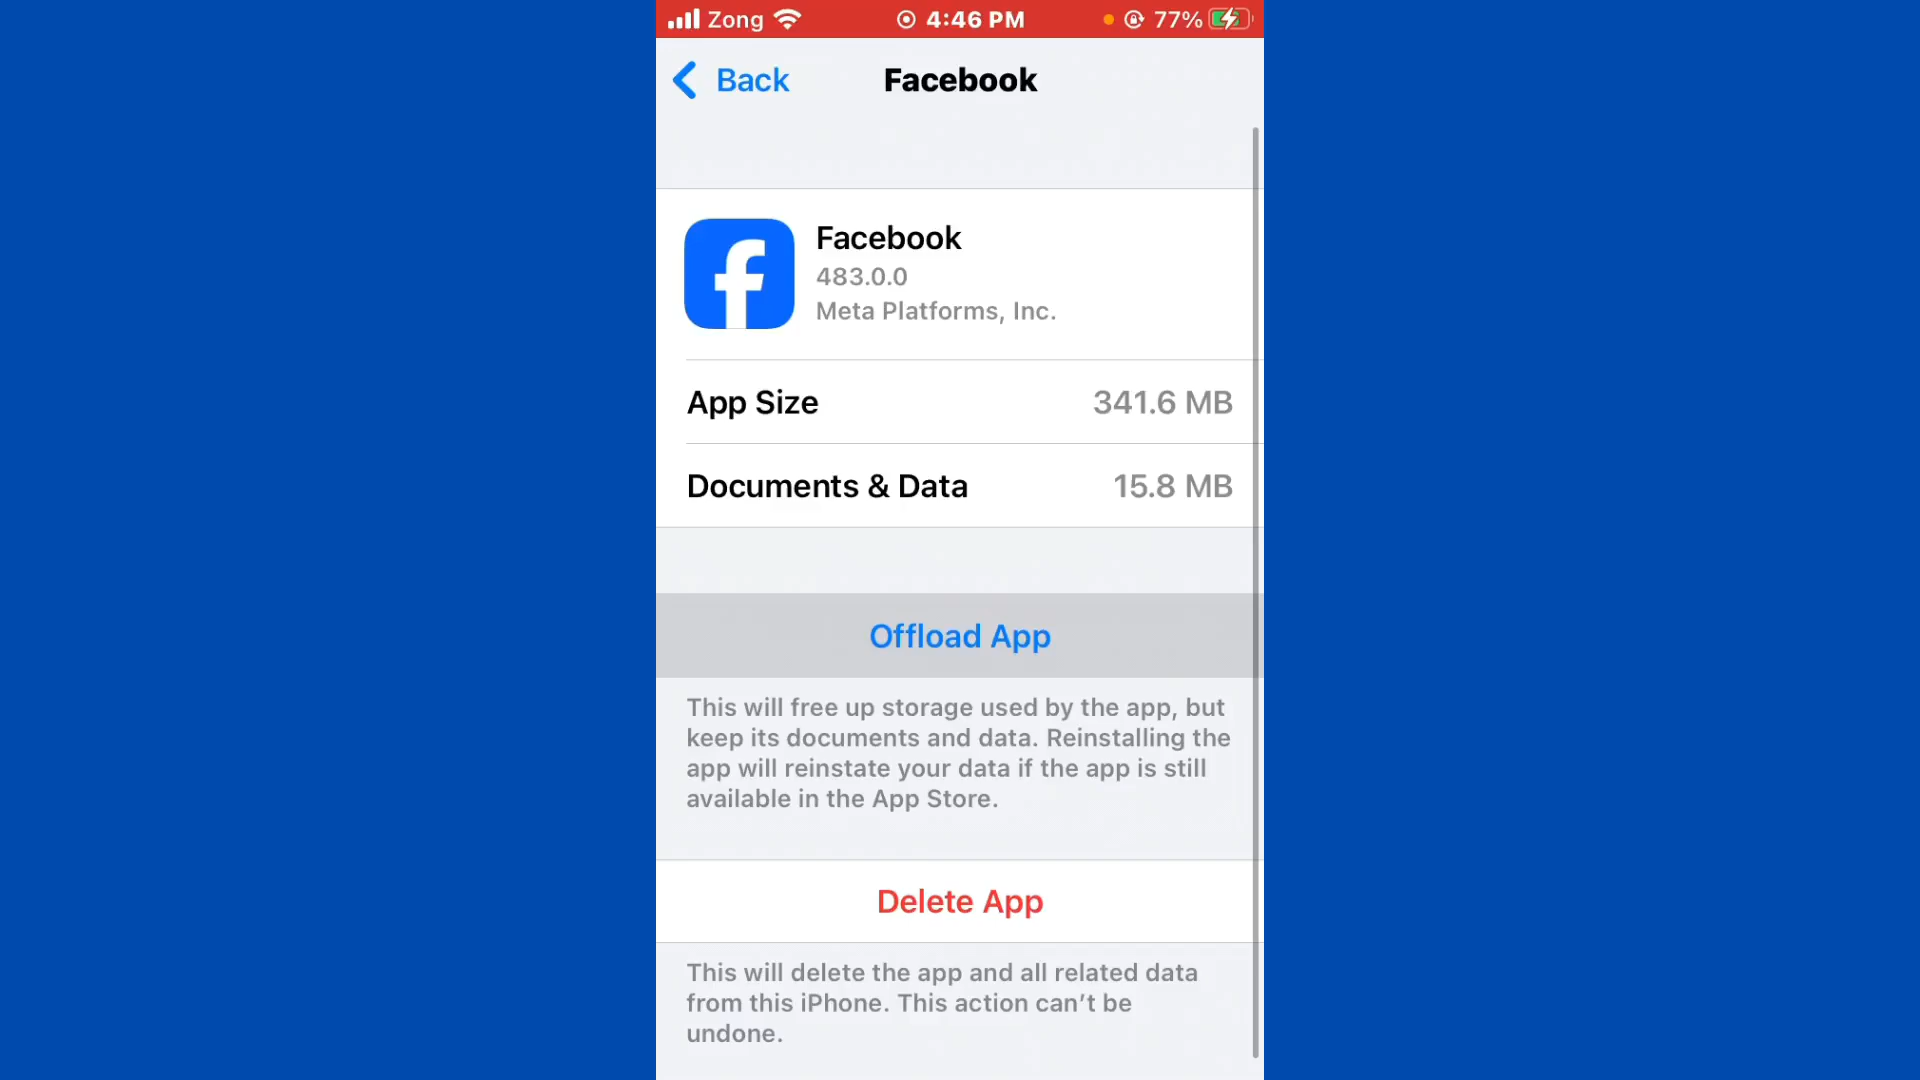 Zong 4:46 PM 77%
Back Facebook
Facebook
483.0.0
Meta Platforms, Inc.
App Size 341.6 MB
Documents & Data 15.8 MB
Offload App
This will free up storage used by the app, but
keep its documents and data. Reinstalling the
app will reinstate your data if the app is still
available in the App Store.
Delete App
This will delete the app and all related data
from this iPhone. This action can’t be
undone.